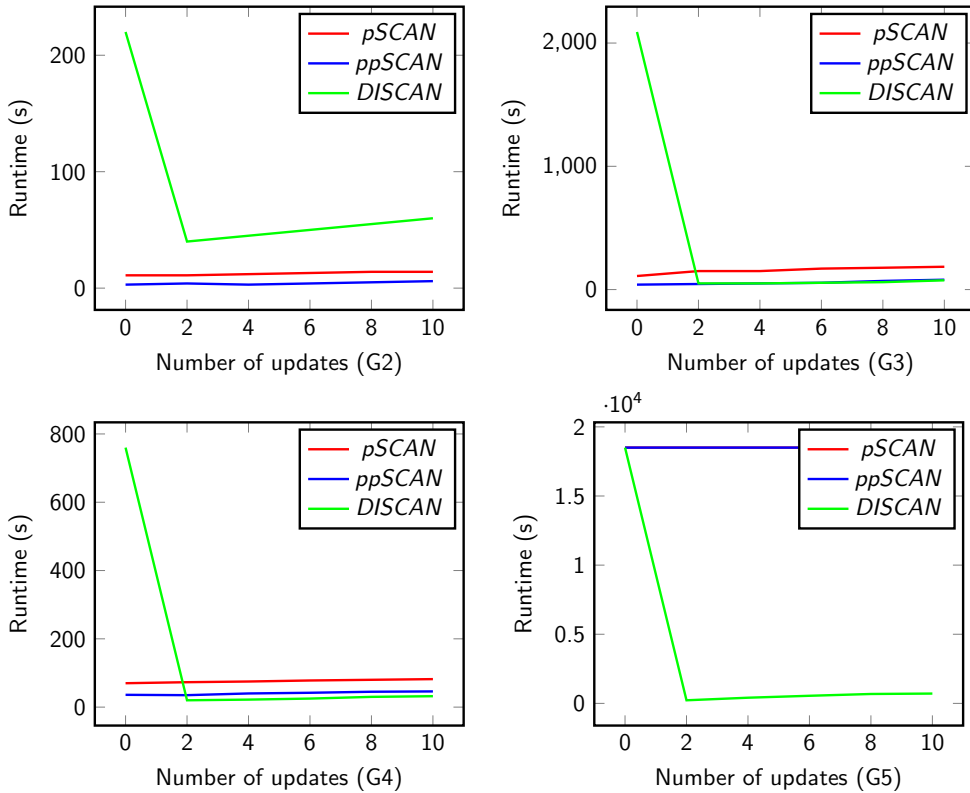 pSCAN
ppSCAN
DISCAN
200
100
0
Runtime (s)
0 2 4 6 8 10
Number of updates (G2)
pSCAN
ppSCAN
DISCAN
2,000
1,000
0
Runtime (s)
0 2 4 6 8 10
Number of updates (G3)
pSCAN
ppSCAN
DISCAN
800
600
400
200
0
Runtime (s)
0 2 4 6 8 10
Number of updates (G4)
·10⁴
pSCAN
ppSCAN
DISCAN
2
1.5
1
0.5
0
Runtime (s)
0 2 4 6 8 10
Number of updates (G5)